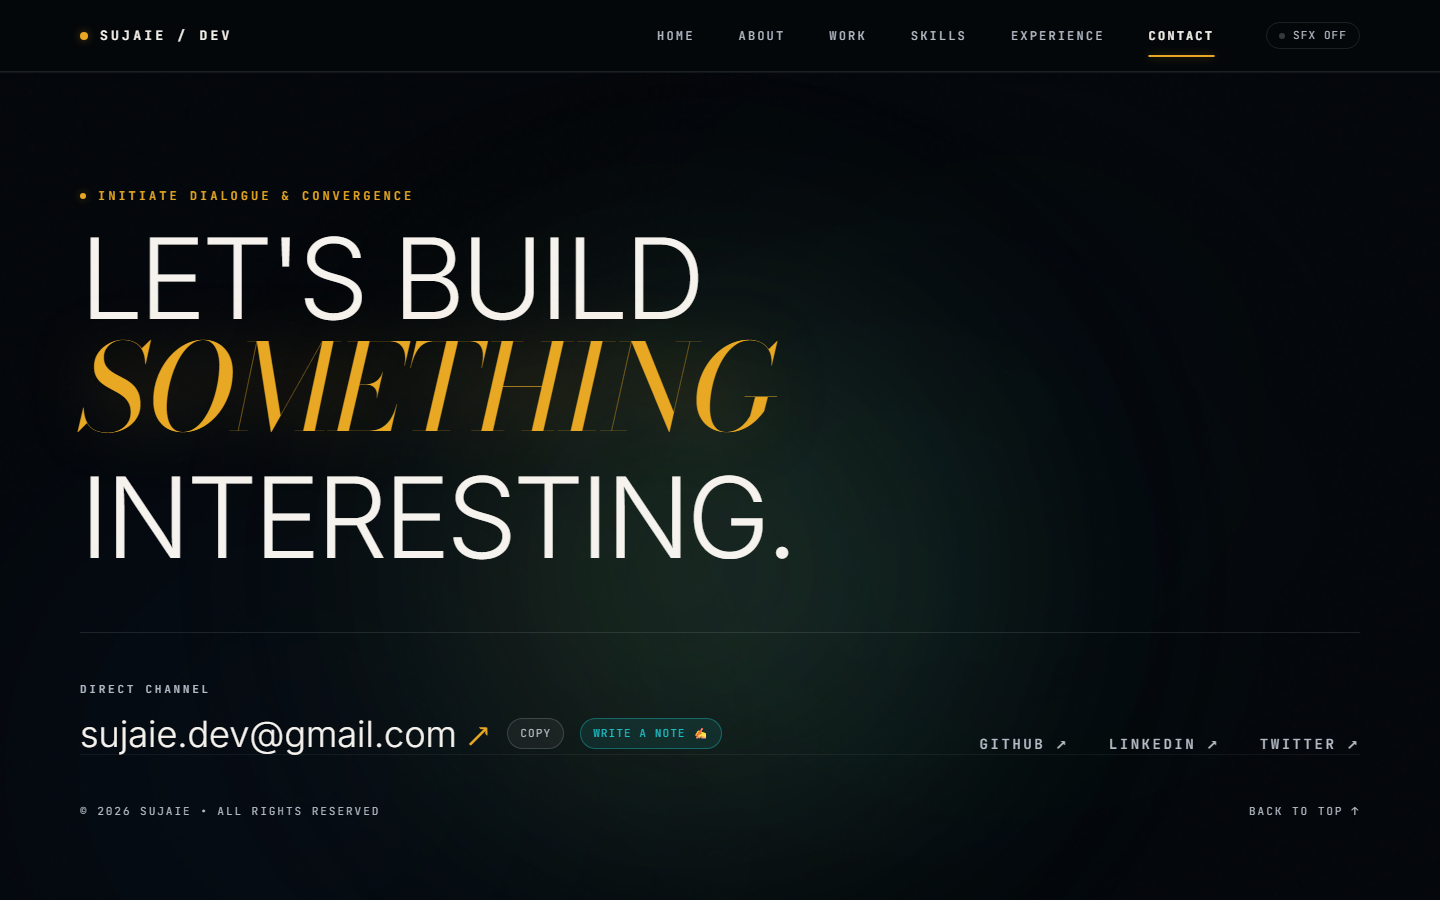 SUJAIE / DEV
HOME ABOUT WORK SKILLS EXPERIENCE CONTACT SFX OFF
INITIATE DIALOGUE & CONVERGENCE
LET'S BUILD
SOMETHING
INTERESTING.
DIRECT CHANNEL
sujaie.dev@gmail.com ↗ COPY WRITE A NOTE ✍️
GITHUB ↗ LINKEDIN ↗ TWITTER ↗
© 2026 SUJAIE • ALL RIGHTS RESERVED
BACK TO TOP ↑